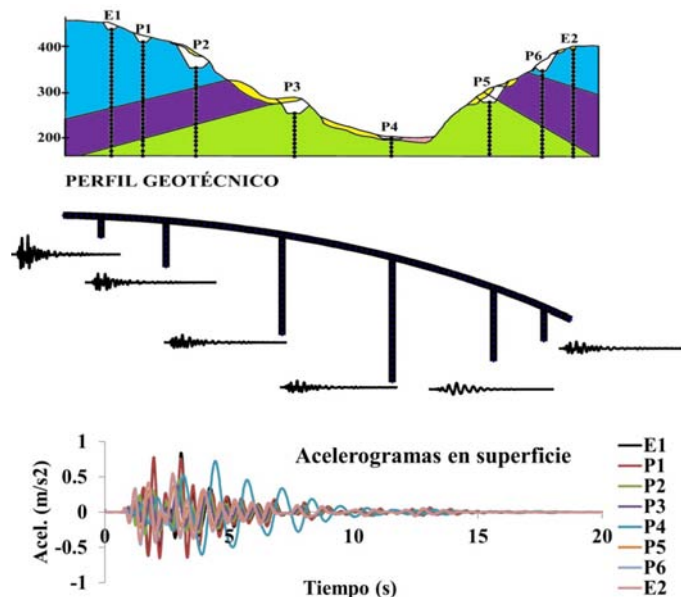 E1
P1
P2
P3
P4
P5
P6
E2
400
300
200
PERFIL GEOTÉCNICO
Acelerogramas en superficie
Acel. (m/s2)
1
0.5
0
-0.5
-1
0
5
10
15
20
Tiempo (s)
E1
P1
P2
P3
P4
P5
P6
E2